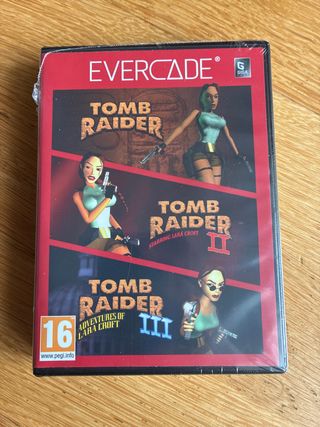 EVERCADE®
TOMB
RAIDER
TOMB
RAIDER
STARRING LARA CROFT
II
TOMB
RAIDER
III
ADVENTURES OF
LARA CROFT
16
www.pegi.info